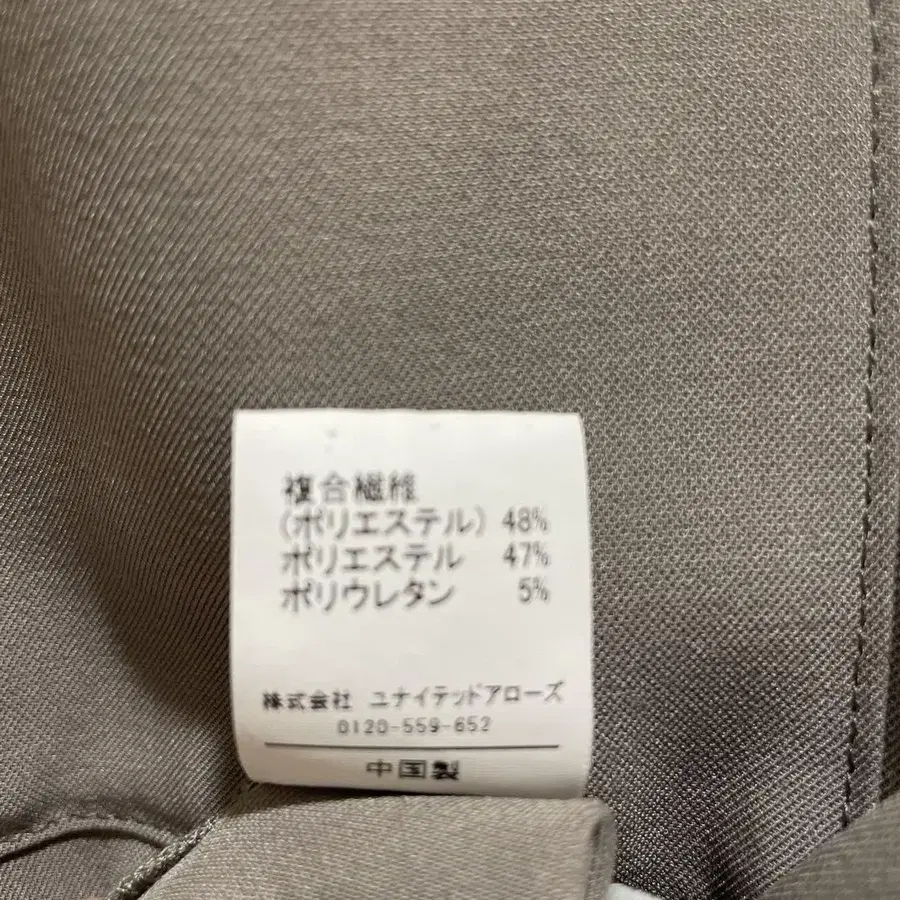 複合繊維
(ポリエステル) 48%
ポリエステル 47%
ポリウレタン 5%
株式会社 ユナイテッドアローズ
0120-559-652
中国製